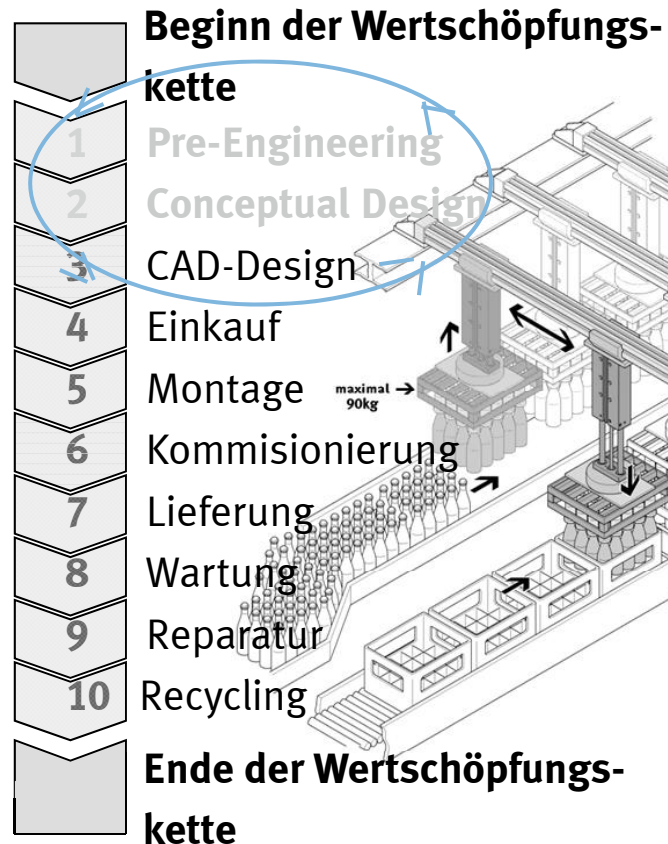 Beginn der Wertschöpfungs-
kette
1 Pre-Engineering
2 Conceptual Design
3 CAD-Design
4 Einkauf
5 Montage
maximal →
90kg
6 Kommisionierung
7 Lieferung
8 Wartung
9 Reparatur
10 Recycling
Ende der Wertschöpfungs-
kette